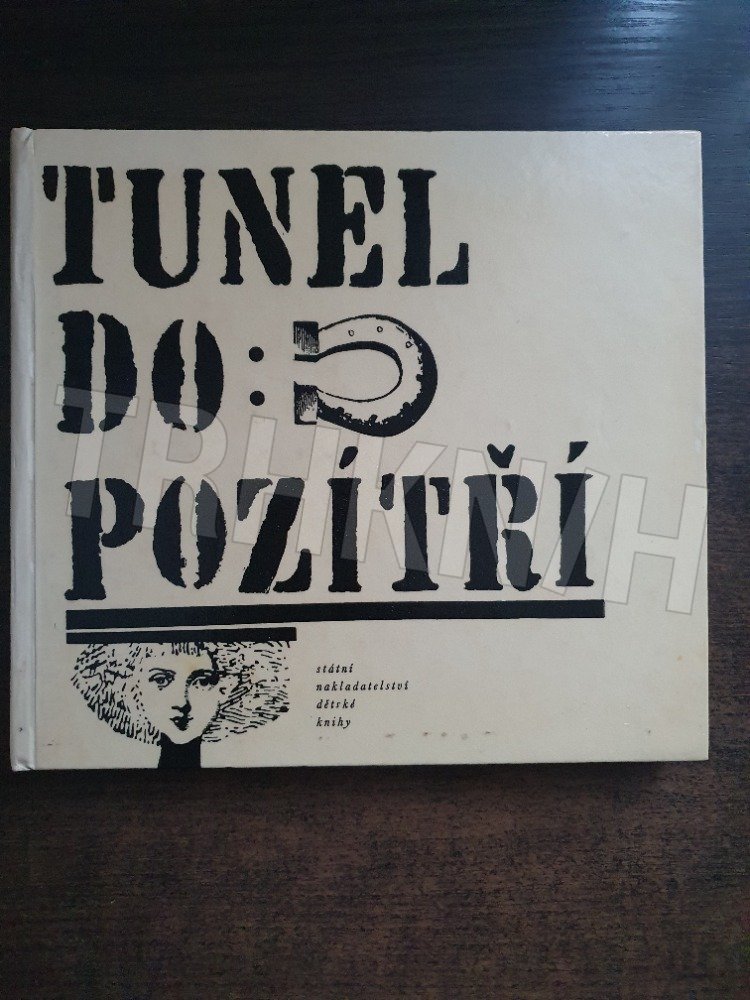 TUNEL
DO:
POZÍTŘÍ
státní
nakladatelství
dětské
knihy
TRHKNIH